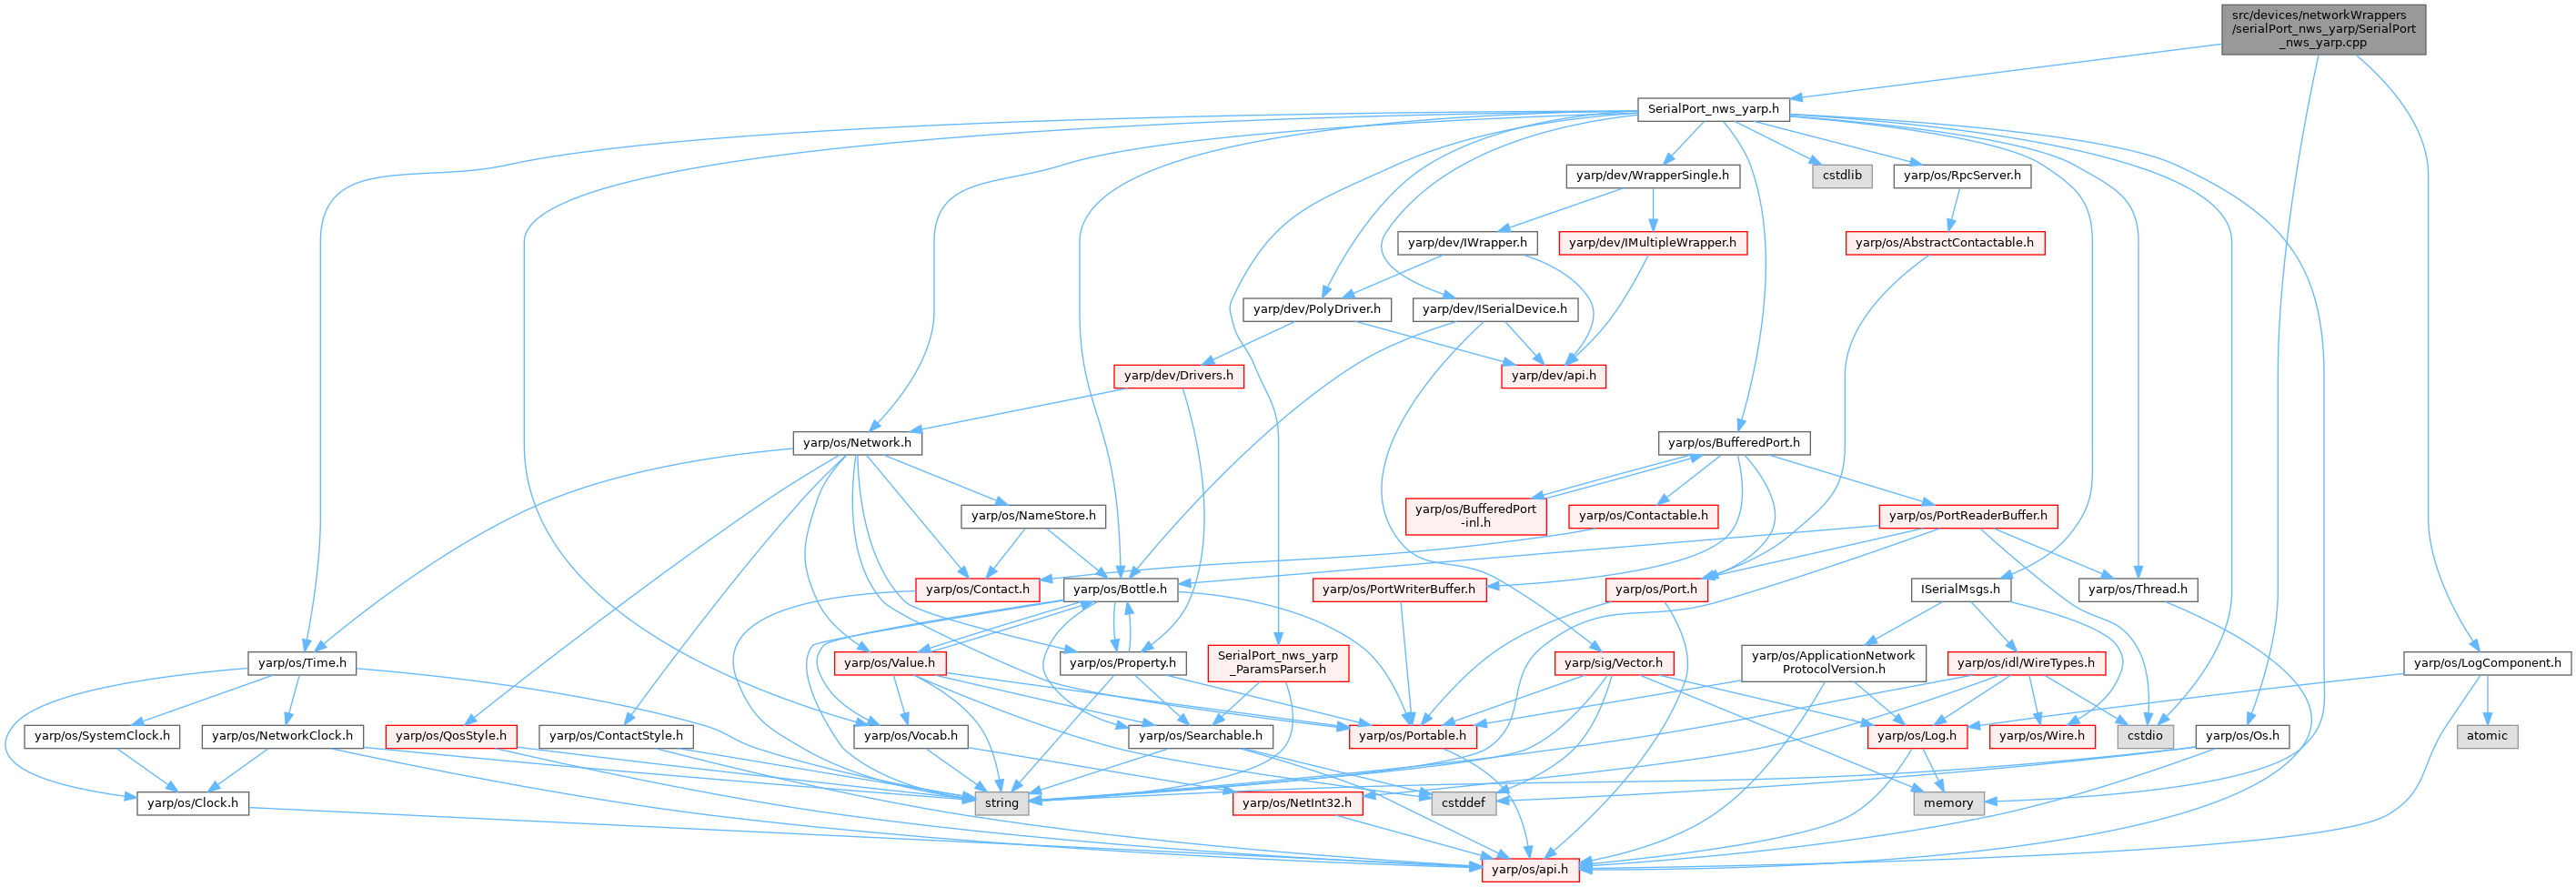 src/devices/networkWrappers
/serialPort_nws_yarp/SerialPort
_nws_yarp.cpp
SerialPort_nws_yarp.h
yarp/dev/WrapperSingle.h
cstdlib
yarp/os/RpcServer.h
yarp/dev/IWrapper.h
yarp/dev/IMultipleWrapper.h
yarp/os/AbstractContactable.h
yarp/dev/PolyDriver.h
yarp/dev/ISerialDevice.h
yarp/dev/Drivers.h
yarp/dev/api.h
yarp/os/Network.h
yarp/os/BufferedPort.h
yarp/os/NameStore.h
yarp/os/BufferedPort
-inl.h
yarp/os/Contactable.h
yarp/os/PortReaderBuffer.h
yarp/os/Contact.h
yarp/os/Bottle.h
yarp/os/PortWriterBuffer.h
yarp/os/Port.h
ISerialMsgs.h
yarp/os/Thread.h
yarp/os/Time.h
yarp/os/Value.h
yarp/os/Property.h
SerialPort_nws_yarp
_ParamsParser.h
yarp/sig/Vector.h
yarp/os/ApplicationNetwork
ProtocolVersion.h
yarp/os/idl/WireTypes.h
yarp/os/LogComponent.h
yarp/os/SystemClock.h
yarp/os/NetworkClock.h
yarp/os/QosStyle.h
yarp/os/ContactStyle.h
yarp/os/Vocab.h
yarp/os/Searchable.h
yarp/os/Portable.h
yarp/os/Log.h
yarp/os/Wire.h
cstdio
yarp/os/Os.h
atomic
yarp/os/Clock.h
string
yarp/os/NetInt32.h
cstddef
memory
yarp/os/api.h